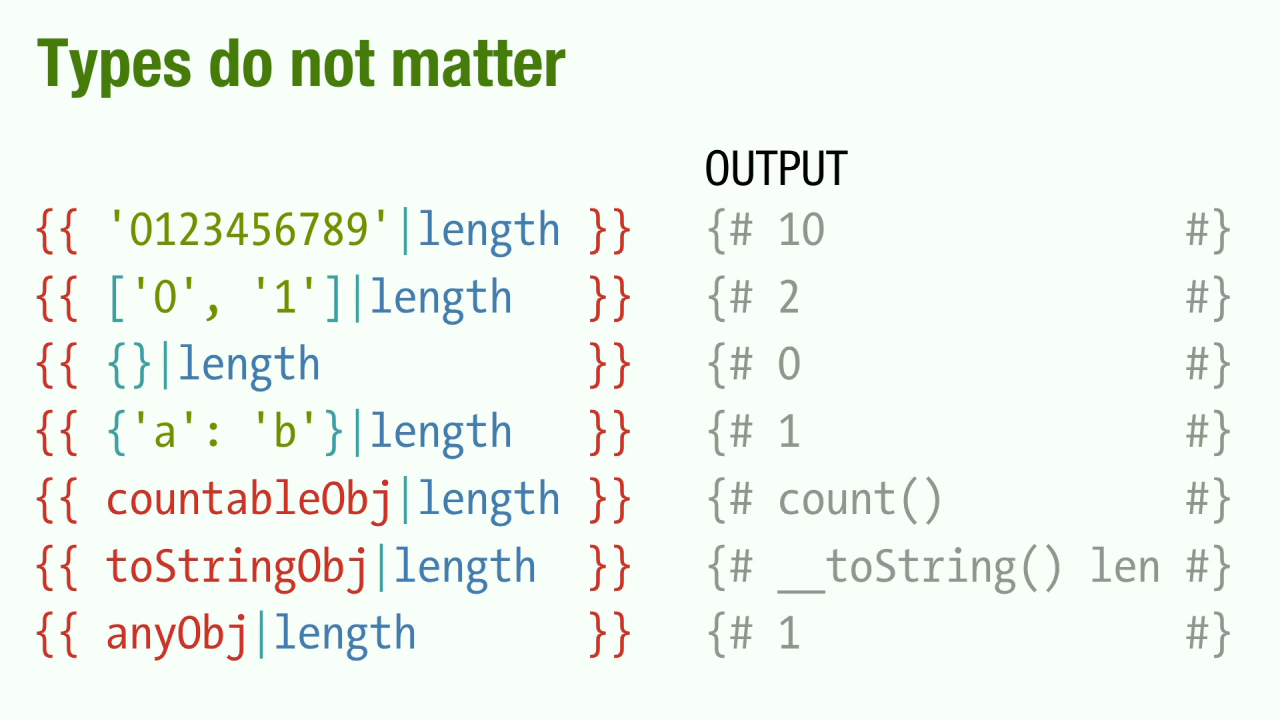 Types do not matter
OUTPUT
{{ '0123456789'|length }} {# 10 #}
{{ ['0', '1']|length }} {# 2 #}
{{ {}|length }} {# 0 #}
{{ {'a': 'b'}|length }} {# 1 #}
{{ countableObj|length }} {# count() #}
{{ toStringObj|length }} {# __toString() len #}
{{ anyObj|length }} {# 1 #}